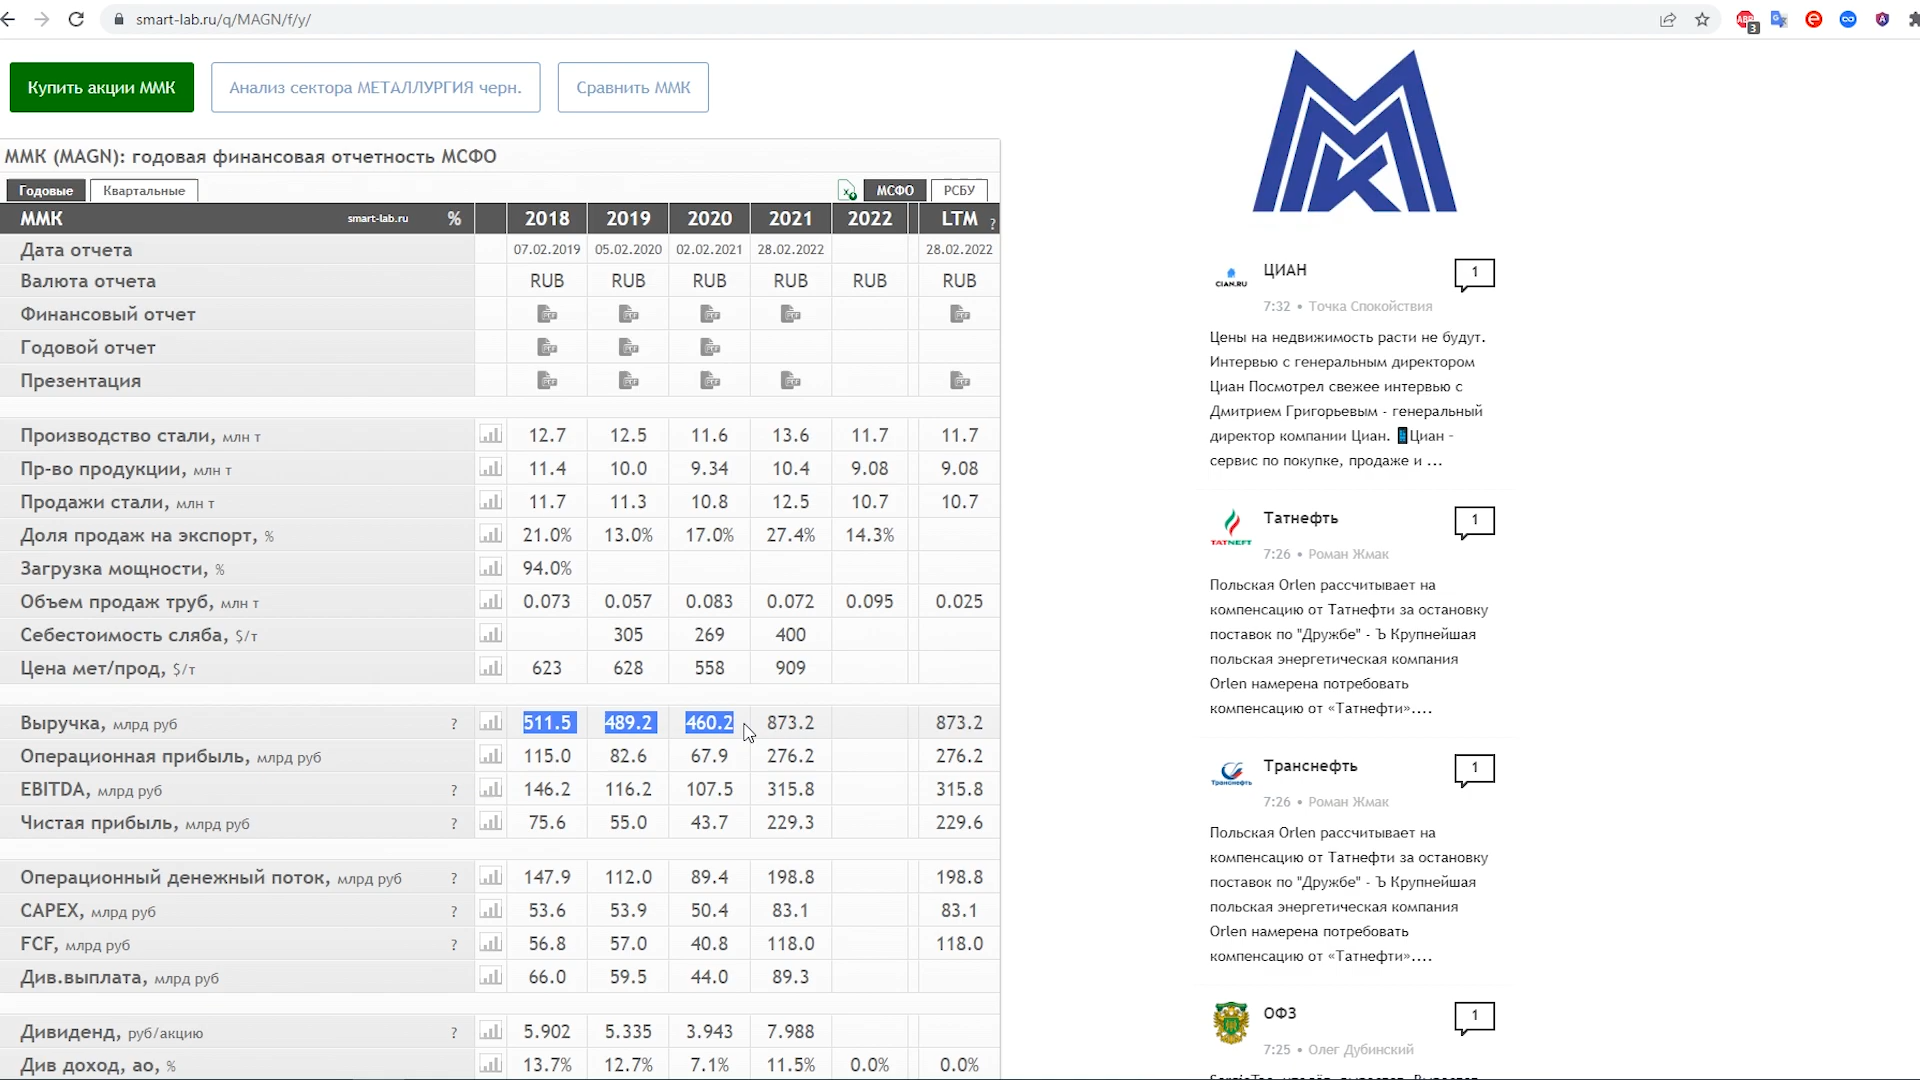 smart-lab.ru/q/MAGN/f/y/
Купить акции ММК
Анализ сектора МЕТАЛЛУРГИЯ черн.
Сравнить ММК
ММК (MAGN): годовая финансовая отчетность МСФО
Годовые Квартальные МСФО РСБУ
ММК smart-lab.ru % 2018 2019 2020 2021 2022 LTM ?
Дата отчета 07.02.2019 05.02.2020 02.02.2021 28.02.2022 28.02.2022
Валюта отчета RUB RUB RUB RUB RUB RUB
Финансовый отчет
Годовой отчет
Презентация
Производство стали, млн т 12.7 12.5 11.6 13.6 11.7 11.7
Пр-во продукции, млн т 11.4 10.0 9.34 10.4 9.08 9.08
Продажи стали, млн т 11.7 11.3 10.8 12.5 10.7 10.7
Доля продаж на экспорт, % 21.0% 13.0% 17.0% 27.4% 14.3%
Загрузка мощности, % 94.0%
Объем продаж труб, млн т 0.073 0.057 0.083 0.072 0.095 0.025
Себестоимость сляба, $/т 305 269 400
Цена мет/прод, $/т 623 628 558 909
Выручка, млрд руб ? 511.5 489.2 460.2 873.2 873.2
Операционная прибыль, млрд руб 115.0 82.6 67.9 276.2 276.2
EBITDA, млрд руб ? 146.2 116.2 107.5 315.8 315.8
Чистая прибыль, млрд руб ? 75.6 55.0 43.7 229.3 229.6
Операционный денежный поток, млрд руб ? 147.9 112.0 89.4 198.8 198.8
CAPEX, млрд руб ? 53.6 53.9 50.4 83.1 83.1
FCF, млрд руб ? 56.8 57.0 40.8 118.0 118.0
Див.выплата, млрд руб 66.0 59.5 44.0 89.3
Дивиденд, руб/акцию ? 5.902 5.335 3.943 7.988
Див доход, ао, % 13.7% 12.7% 7.1% 11.5% 0.0% 0.0%
CIAN.RU
ЦИАН 1
7:32 • Точка Спокойствия
Цены на недвижимость расти не будут.
Интервью с генеральным директором
Циан Посмотрел свежее интервью с
Дмитрием Григорьевым - генеральный
директор компании Циан. Циан -
сервис по покупке, продаже и ...
TATNEFT
Татнефть 1
7:26 • Роман Жмак
Польская Orlen рассчитывает на
компенсацию от Татнефти за остановку
поставок по "Дружбе" - Ъ Крупнейшая
польская энергетическая компания
Orlen намерена потребовать
компенсацию от «Татнефти»....
Транснефть
Транснефть 1
7:26 • Роман Жмак
Польская Orlen рассчитывает на
компенсацию от Татнефти за остановку
поставок по "Дружбе" - Ъ Крупнейшая
польская энергетическая компания
Orlen намерена потребовать
компенсацию от «Татнефти»....
ОФЗ 1
7:25 • Олег Дубинский